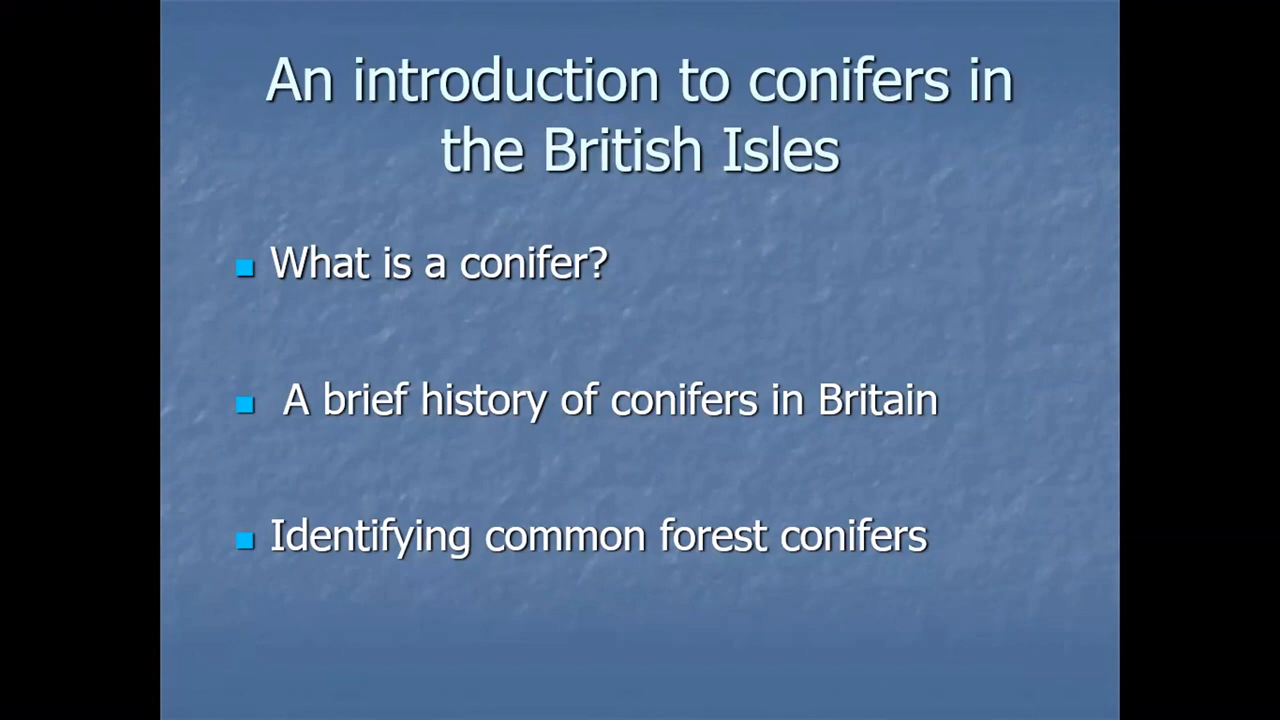 An introduction to conifers in
the British Isles
What is a conifer?
A brief history of conifers in Britain
Identifying common forest conifers